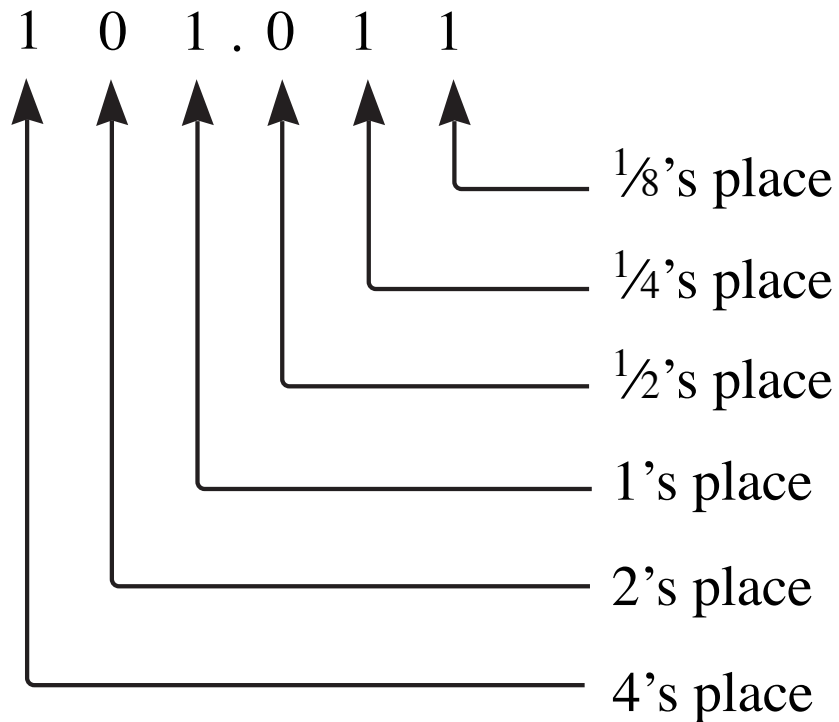 1 0 1 . 0 1 1
⅛’s place
¼’s place
½’s place
1’s place
2’s place
4’s place